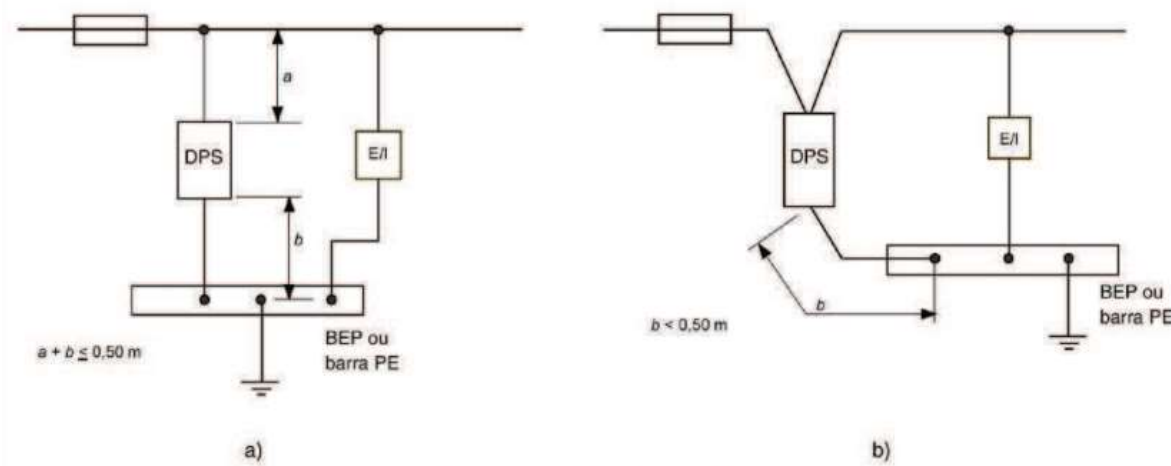 a
DPS
E/I
b
BEP ou
barra PE
a + b ≤ 0,50 m
a)
DPS
E/I
b
BEP ou
barra PE
b < 0,50 m
b)